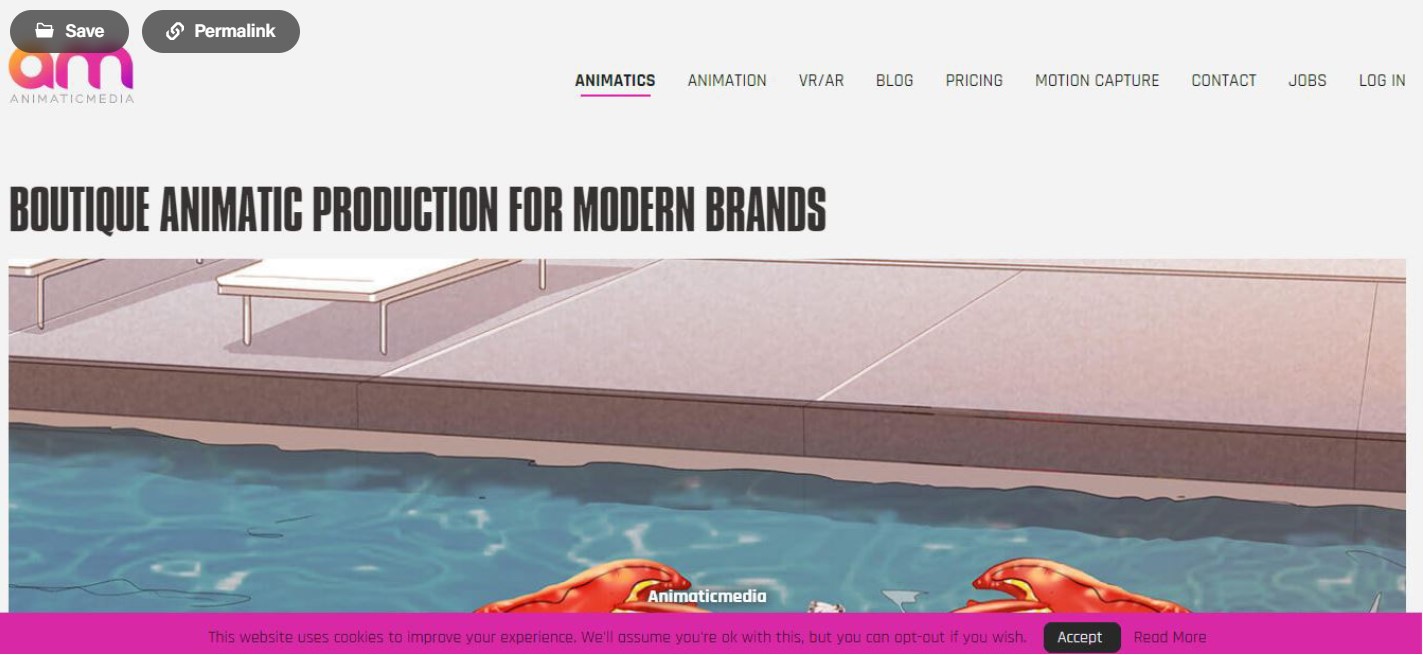 Save Permalink
am
ANIMATICMEDIA
ANIMATICS ANIMATION VR/AR BLOG PRICING MOTION CAPTURE CONTACT JOBS LOG IN
BOUTIQUE ANIMATIC PRODUCTION FOR MODERN BRANDS
Animaticmedia
This website uses cookies to improve your experience. We'll assume you're ok with this, but you can opt-out if you wish. Accept Read More